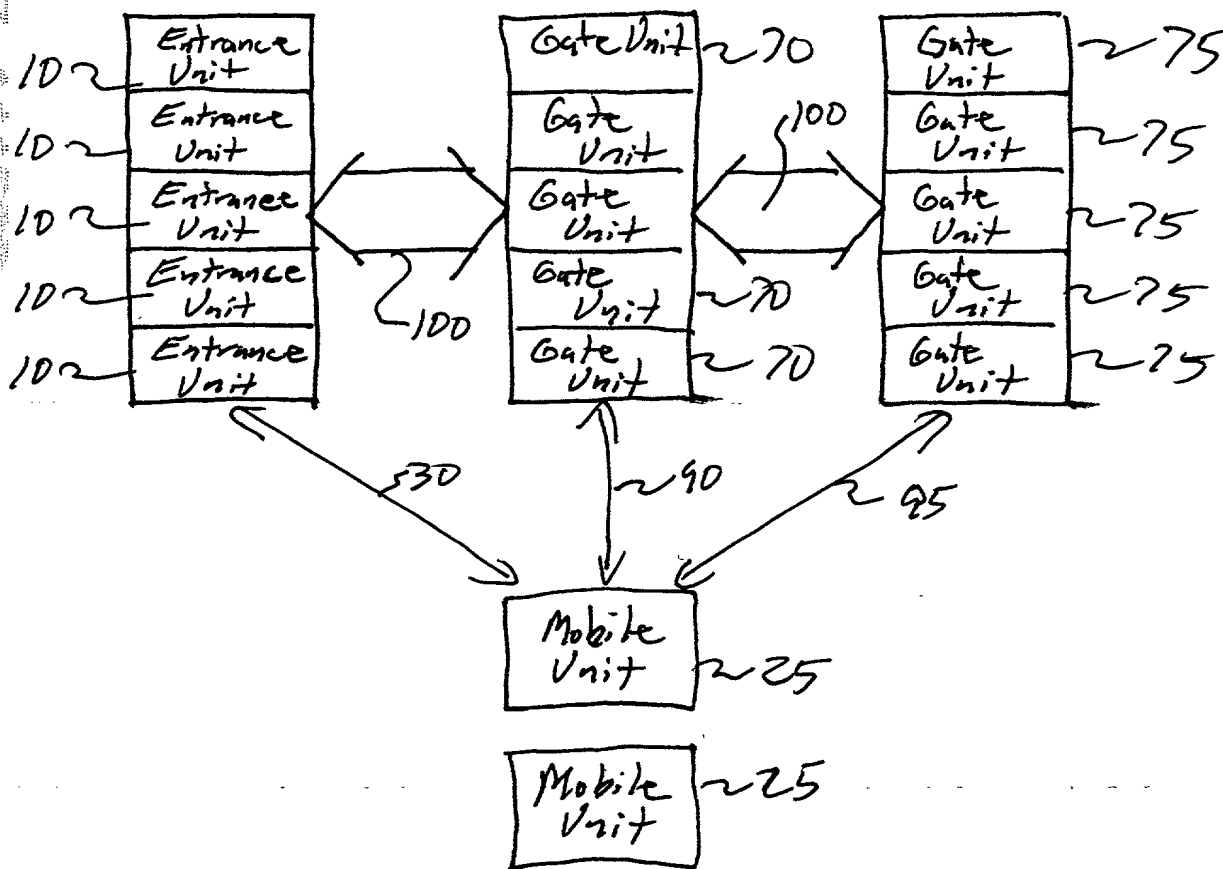 Entrance
Unit
10
Entrance
Unit
10
Entrance
Unit
10
Entrance
Unit
10
Entrance
Unit
10
100
Gate Unit
70
Gate
Unit
Gate
Unit
Gate
Unit
70
Gate
Unit
70
100
Gate
Unit
75
Gate
Unit
75
Gate
Unit
75
Gate
Unit
75
Gate
Unit
75
30
90
95
Mobile
Unit
25
Mobile
Unit
25